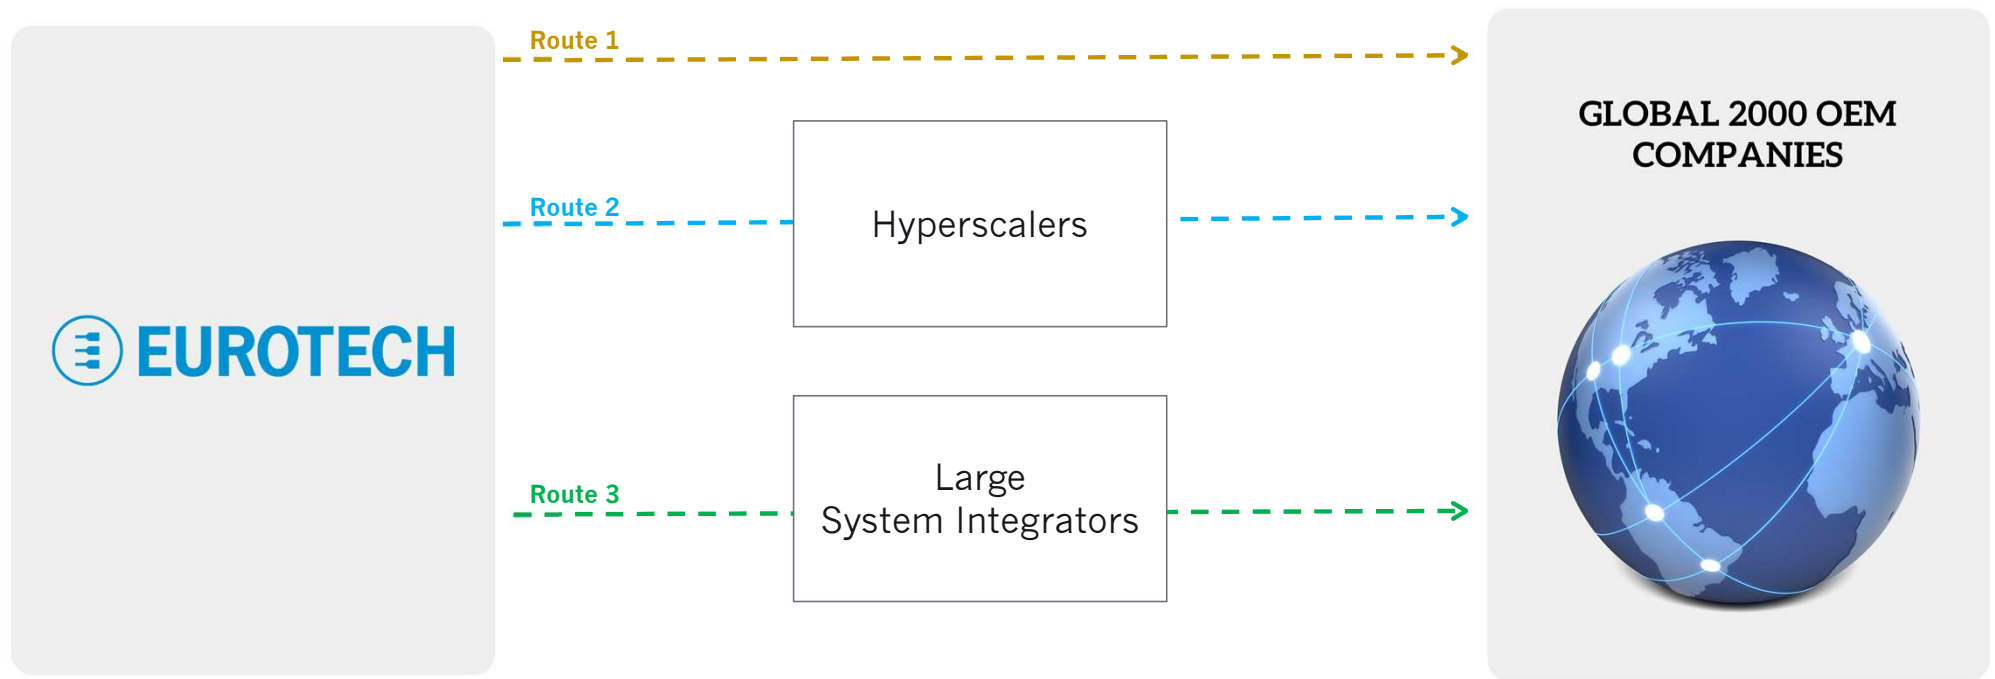 Route 1
GLOBAL 2000 OEM
COMPANIES
Route 2
Hyperscalers
EUROTECH
Route 3
Large
System Integrators